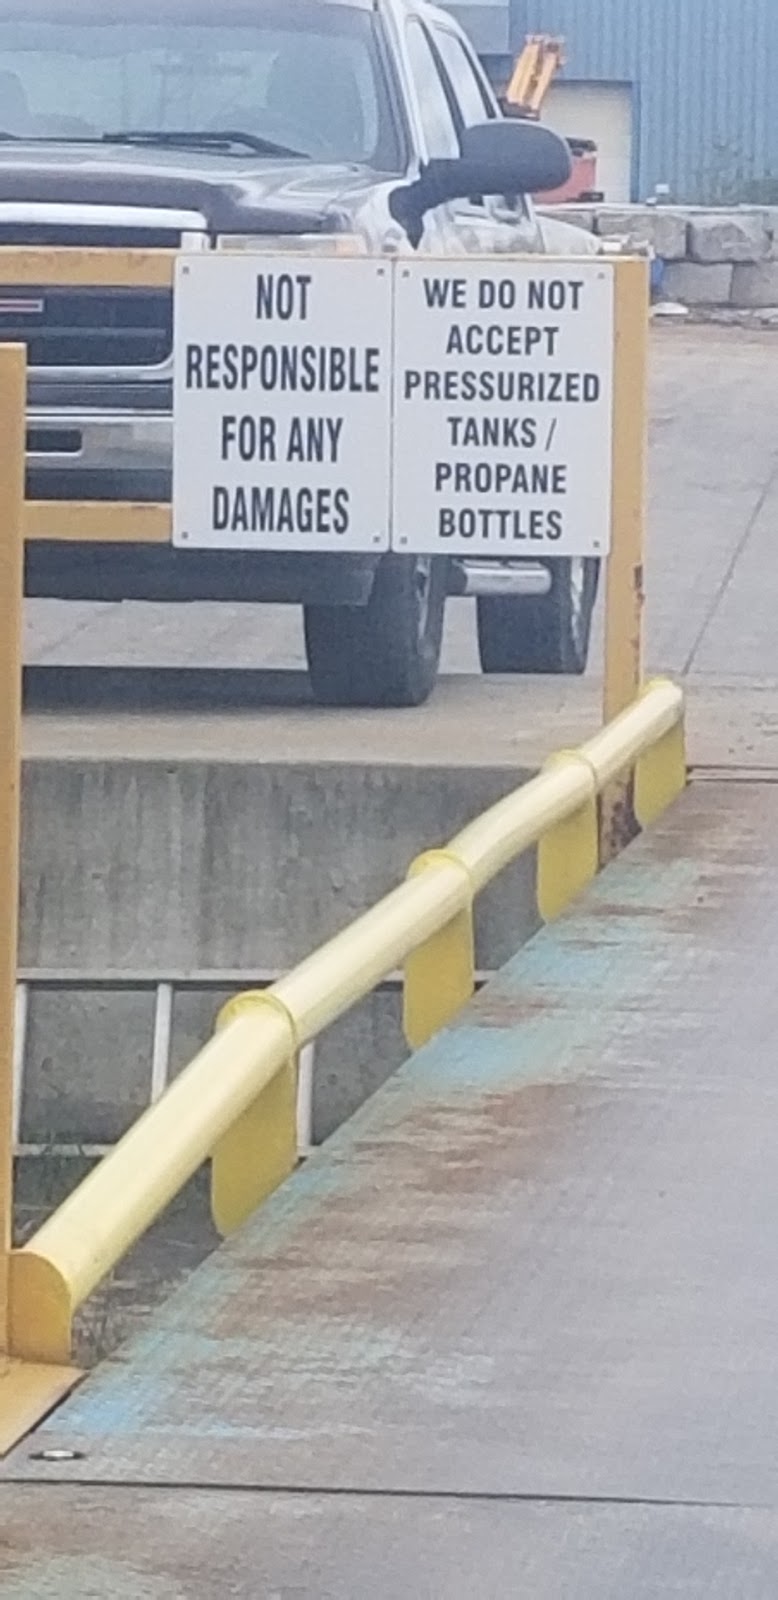 NOT
RESPONSIBLE
FOR ANY
DAMAGES
WE DO NOT
ACCEPT
PRESSURIZED
TANKS /
PROPANE
BOTTLES